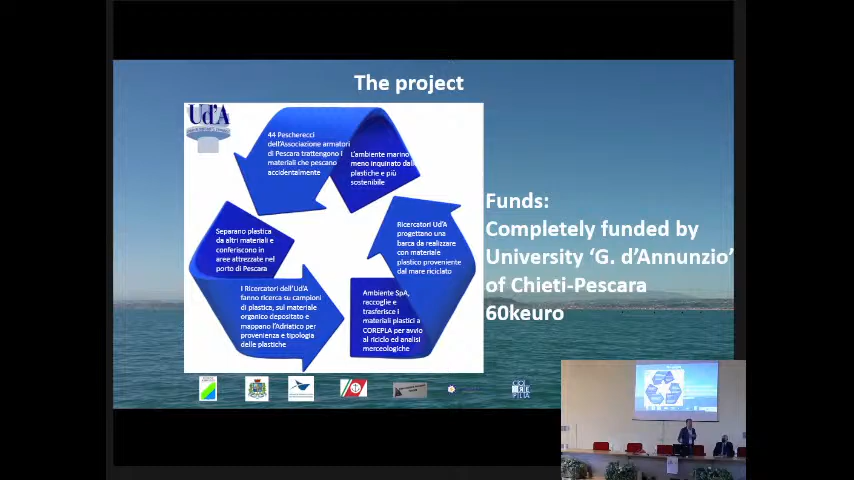 The project
Ud'A
44 Pescherecci
dell'Associazione armatori
di Pescara trattengono i
materiali che pescano
accidentalmente
L'ambiente marino
meno inquinato dalle
plastiche e più
sostenibile
Separano plastica
da altri materiali e
conferiscono in
aree attrezzate nel
porto di Pescara
Ricercatori Ud'A
progettano una
barca da realizzare
con materiale
plastico proveniente
dal mare riciclato
I Ricercatori dell'Ud'A
fanno ricerca su campioni
di plastica, sul materiale
organico depositato e
mappano l'Adriatico per
provenienza e tipologia
delle plastiche
Ambiente SpA,
raccoglie e
trasferisce i
materiali plastici a
COREPLA per avvio
al riciclo ed analisi
merceologiche
Funds:
Completely funded by
University ‘G. d’Annunzio’
of Chieti-Pescara
60keuro